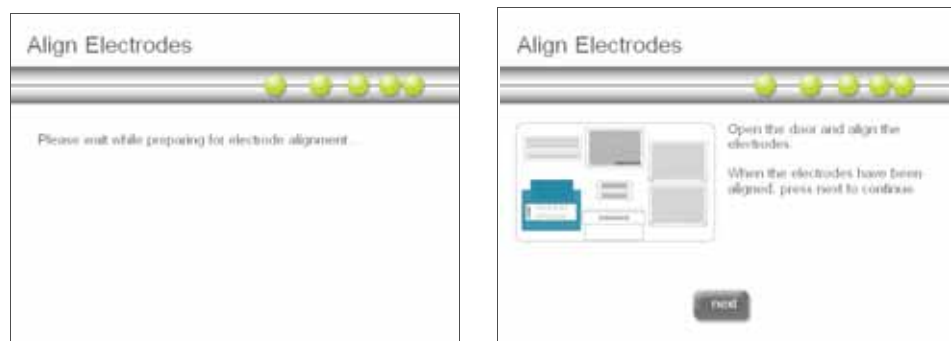 Align Electrodes
Please wait while preparing for electrode alignment...
Align Electrodes
Open the door and align the
electrodes.
When the electrodes have been
aligned, press next to continue.
next